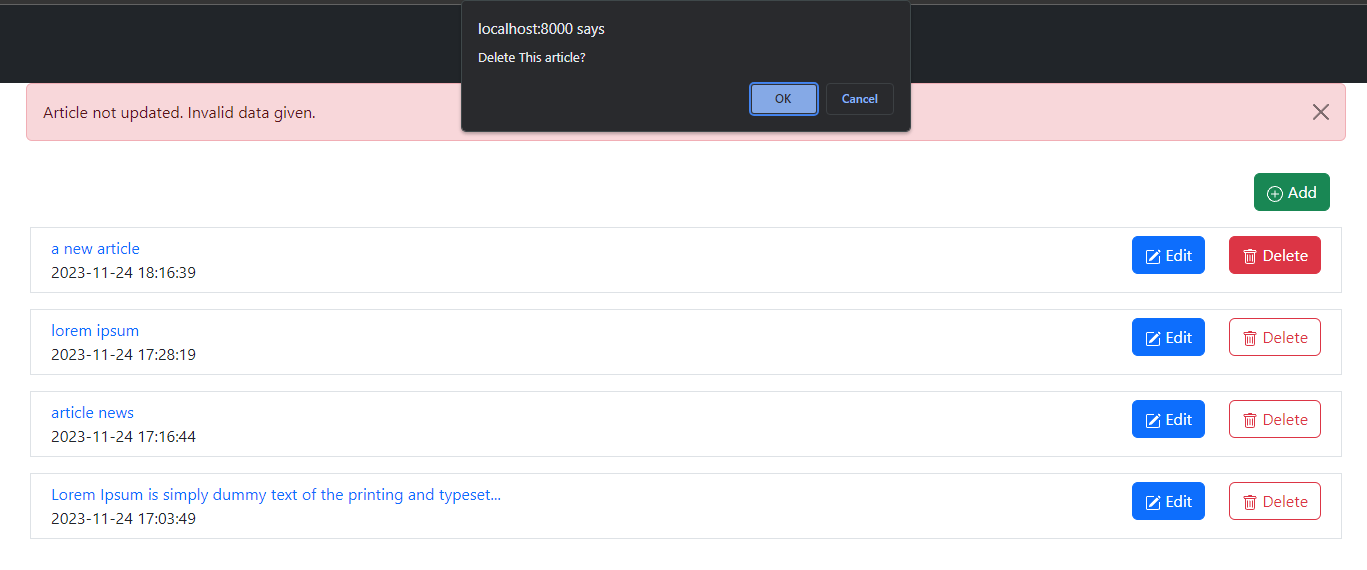 localhost:8000 says
Delete This article?
OK Cancel
Article not updated. Invalid data given.
Add
a new article
2023-11-24 18:16:39
Edit Delete
lorem ipsum
2023-11-24 17:28:19
Edit Delete
article news
2023-11-24 17:16:44
Edit Delete
Lorem Ipsum is simply dummy text of the printing and typeset...
2023-11-24 17:03:49
Edit Delete